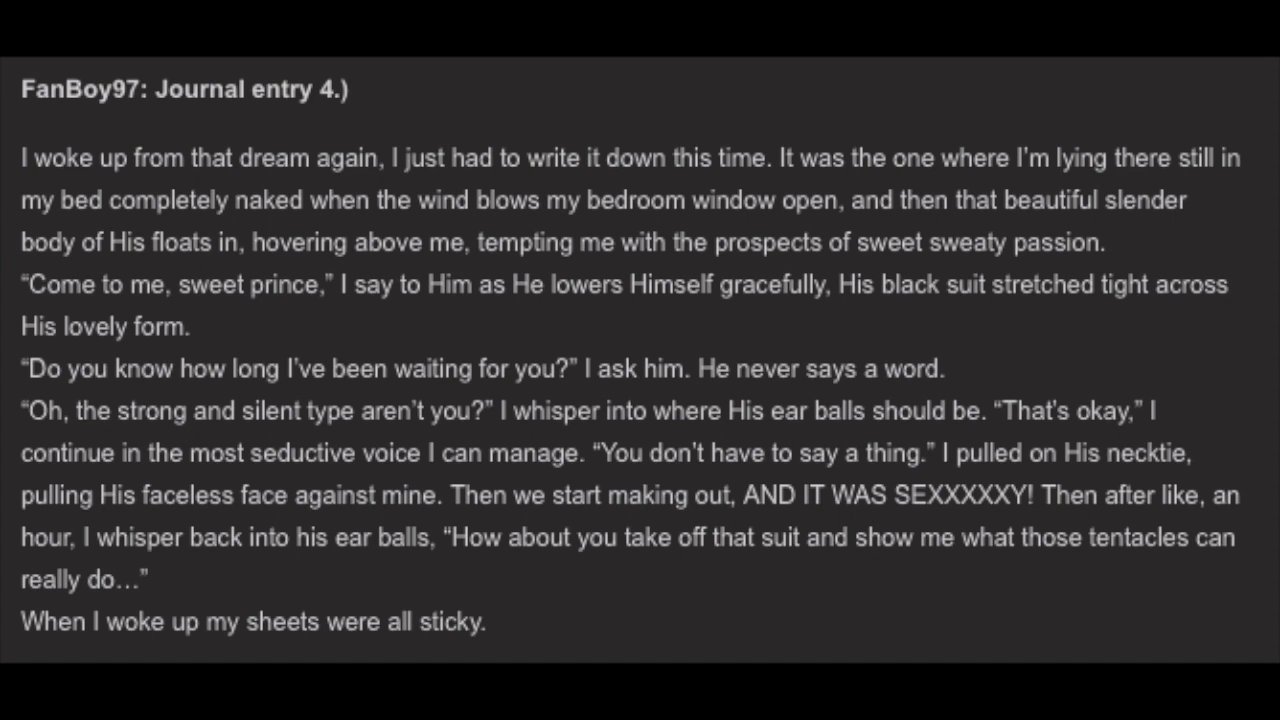 FanBoy97: Journal entry 4.)
I woke up from that dream again, I just had to write it down this time. It was the one where I’m lying there still in
my bed completely naked when the wind blows my bedroom window open, and then that beautiful slender
body of His floats in, hovering above me, tempting me with the prospects of sweet sweaty passion.
“Come to me, sweet prince,” I say to Him as He lowers Himself gracefully, His black suit stretched tight across
His lovely form.
“Do you know how long I’ve been waiting for you?” I ask him. He never says a word.
“Oh, the strong and silent type aren’t you?” I whisper into where His ear balls should be. “That’s okay,” I
continue in the most seductive voice I can manage. “You don’t have to say a thing.” I pulled on His necktie,
pulling His faceless face against mine. Then we start making out, AND IT WAS SEXXXXXY! Then after like, an
hour, I whisper back into his ear balls, “How about you take off that suit and show me what those tentacles can
really do…”
When I woke up my sheets were all sticky.